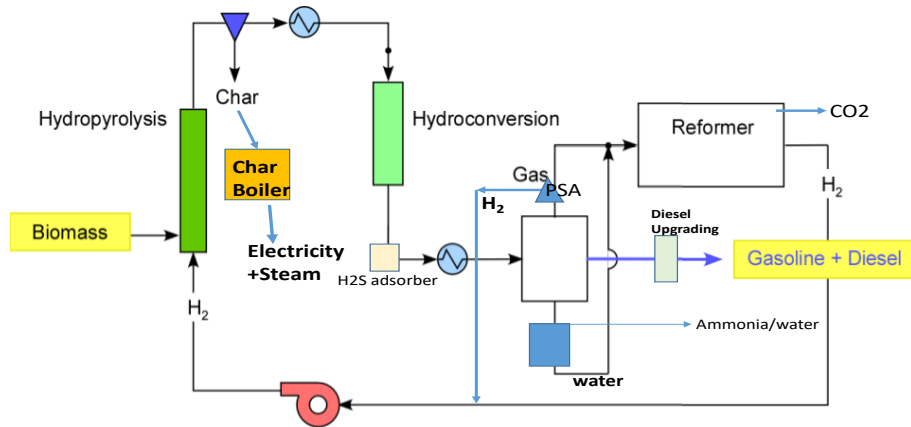 Hydropyrolysis
Char
Char
Boiler
Electricity
+Steam
Biomass
H2
Hydroconversion
H2S adsorber
Gas
PSA
H2
Reformer
CO2
H2
Diesel
Upgrading
Gasoline + Diesel
Ammonia/water
water